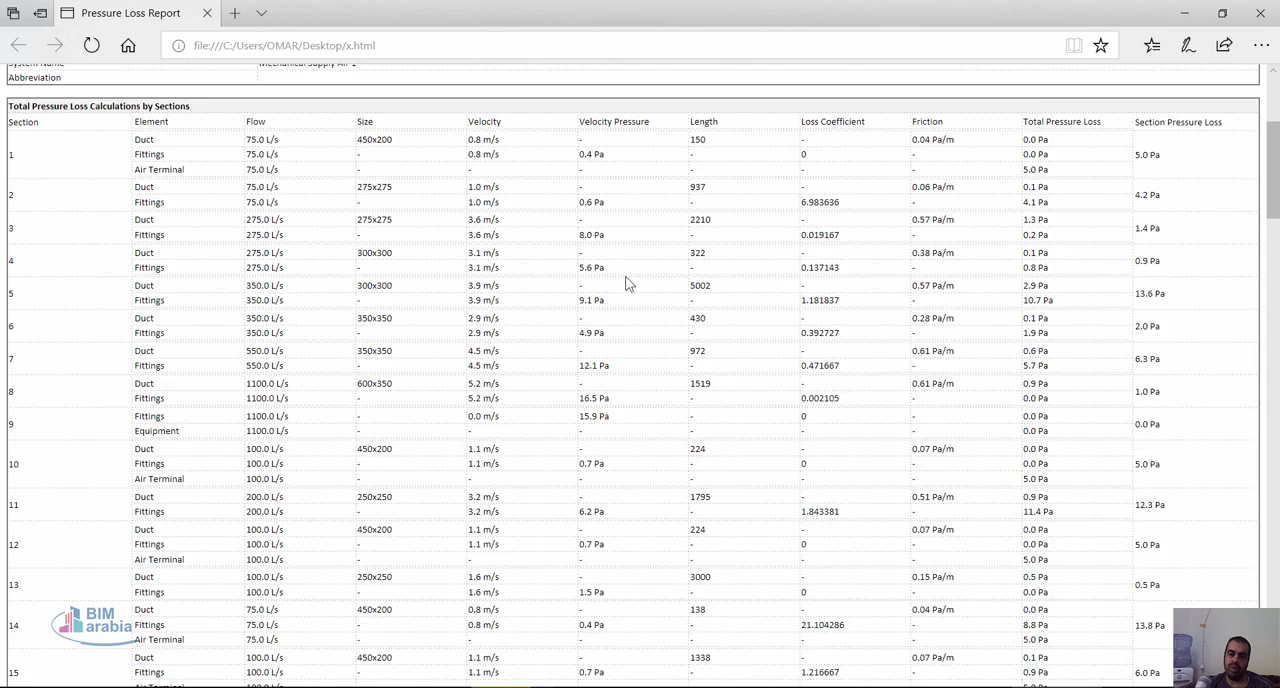 Pressure Loss Report
file:///C:/Users/OMAR/Desktop/x.html
System Name Mechanical Supply Air 1
Abbreviation
Total Pressure Loss Calculations by Sections
Section Element Flow Size Velocity Velocity Pressure Length Loss Coefficient Friction Total Pressure Loss Section Pressure Loss
1 Duct 75.0 L/s 450x200 0.8 m/s - 150 - 0.04 Pa/m 0.0 Pa 5.0 Pa
Fittings 75.0 L/s - 0.8 m/s 0.4 Pa - 0 - 0.0 Pa
Air Terminal 75.0 L/s - - - - - - 5.0 Pa
2 Duct 75.0 L/s 275x275 1.0 m/s - 937 - 0.06 Pa/m 0.1 Pa 4.2 Pa
Fittings 75.0 L/s - 1.0 m/s 0.6 Pa - 6.983636 - 4.1 Pa
3 Duct 275.0 L/s 275x275 3.6 m/s - 2210 - 0.57 Pa/m 1.3 Pa 1.4 Pa
Fittings 275.0 L/s - 3.6 m/s 8.0 Pa - 0.019167 - 0.2 Pa
4 Duct 275.0 L/s 300x300 3.1 m/s - 322 - 0.38 Pa/m 0.1 Pa 0.9 Pa
Fittings 275.0 L/s - 3.1 m/s 5.6 Pa - 0.137143 - 0.8 Pa
5 Duct 350.0 L/s 300x300 3.9 m/s - 5002 - 0.57 Pa/m 2.9 Pa 13.6 Pa
Fittings 350.0 L/s - 3.9 m/s 9.1 Pa - 1.181837 - 10.7 Pa
6 Duct 350.0 L/s 350x350 2.9 m/s - 430 - 0.28 Pa/m 0.1 Pa 2.0 Pa
Fittings 350.0 L/s - 2.9 m/s 4.9 Pa - 0.392727 - 1.9 Pa
7 Duct 550.0 L/s 350x350 4.5 m/s - 972 - 0.61 Pa/m 0.6 Pa 6.3 Pa
Fittings 550.0 L/s - 4.5 m/s 12.1 Pa - 0.471667 - 5.7 Pa
8 Duct 1100.0 L/s 600x350 5.2 m/s - 1519 - 0.61 Pa/m 0.9 Pa 1.0 Pa
Fittings 1100.0 L/s - 5.2 m/s 16.5 Pa - 0.002105 - 0.0 Pa
9 Fittings 1100.0 L/s - 0.0 m/s 15.9 Pa - 0 - 0.0 Pa 0.0 Pa
Equipment 1100.0 L/s - - - - - - 0.0 Pa
10 Duct 100.0 L/s 450x200 1.1 m/s - 224 - 0.07 Pa/m 0.0 Pa 5.0 Pa
Fittings 100.0 L/s - 1.1 m/s 0.7 Pa - 0 - 0.0 Pa
Air Terminal 100.0 L/s - - - - - - 5.0 Pa
11 Duct 200.0 L/s 250x250 3.2 m/s - 1795 - 0.51 Pa/m 0.9 Pa 12.3 Pa
Fittings 200.0 L/s - 3.2 m/s 6.2 Pa - 1.843381 - 11.4 Pa
12 Duct 100.0 L/s 450x200 1.1 m/s - 224 - 0.07 Pa/m 0.0 Pa 5.0 Pa
Fittings 100.0 L/s - 1.1 m/s 0.7 Pa - 0 - 0.0 Pa
Air Terminal 100.0 L/s - - - - - - 5.0 Pa
13 Duct 100.0 L/s 250x250 1.6 m/s - 3000 - 0.15 Pa/m 0.5 Pa 0.5 Pa
Fittings 100.0 L/s - 1.6 m/s 1.5 Pa - 0 - 0.0 Pa
14 Duct 75.0 L/s 450x200 0.8 m/s - 138 - 0.04 Pa/m 0.0 Pa 13.8 Pa
Fittings 75.0 L/s - 0.8 m/s 0.4 Pa - 21.104286 - 8.8 Pa
Air Terminal 75.0 L/s - - - - - - 5.0 Pa
15 Duct 100.0 L/s 450x200 1.1 m/s - 1338 - 0.07 Pa/m 0.1 Pa 6.0 Pa
Fittings 100.0 L/s - 1.1 m/s 0.7 Pa - 1.216667 - 0.9 Pa
BIM
arabia